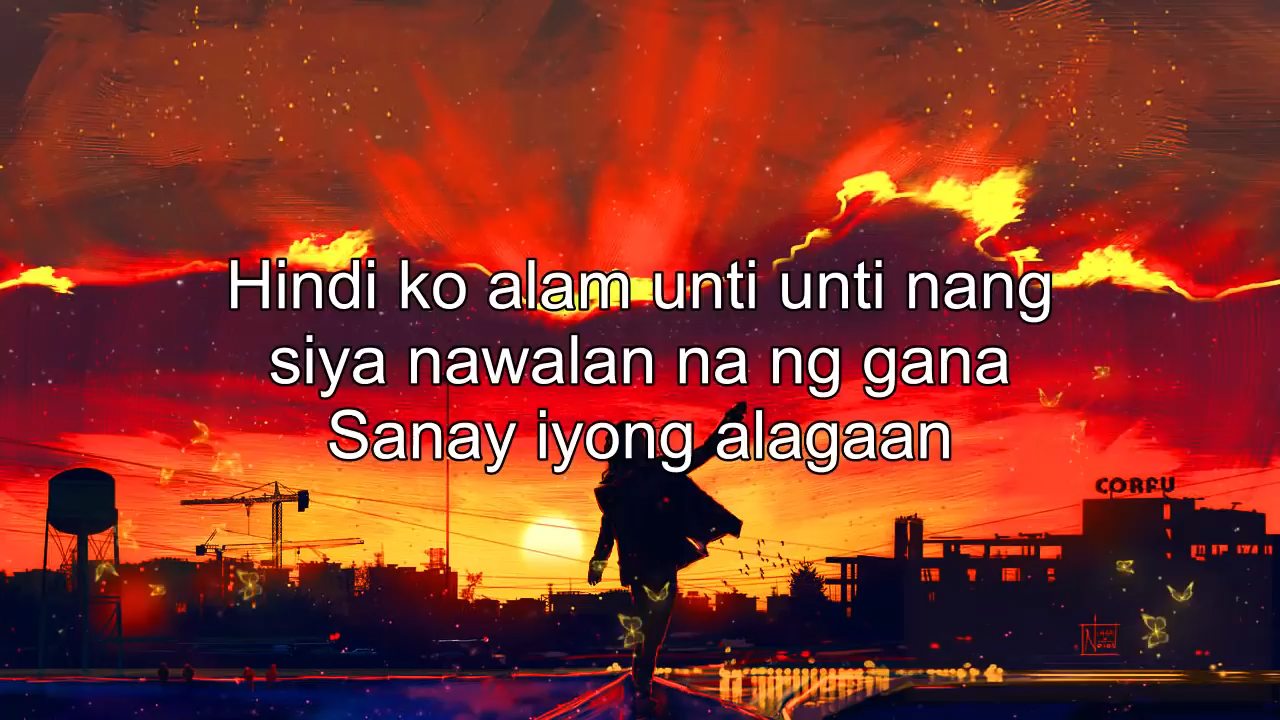 Hindi ko alam unti unti nang
siya nawalan na ng gana
Sanay iyong alagaan
CORFU